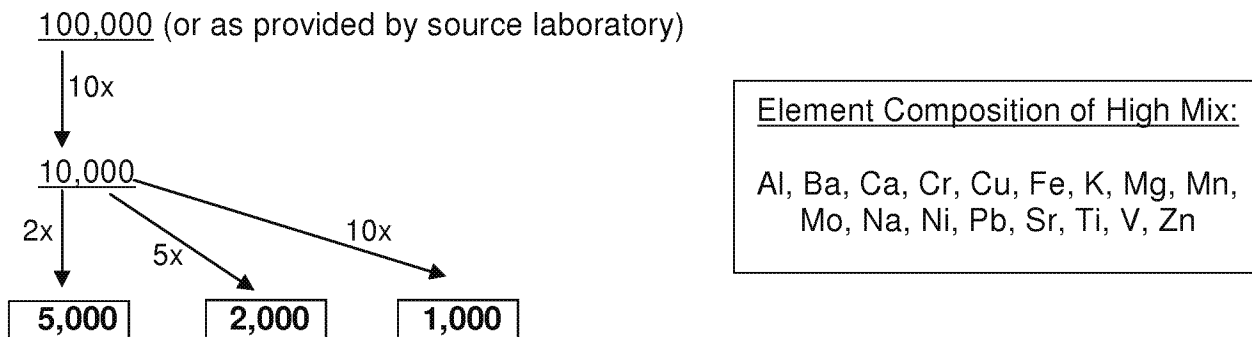 100,000 (or as provided by source laboratory)
10x
10,000
2x
5x
10x
5,000
2,000
1,000
Element Composition of High Mix:
Al, Ba, Ca, Cr, Cu, Fe, K, Mg, Mn,
Mo, Na, Ni, Pb, Sr, Ti, V, Zn